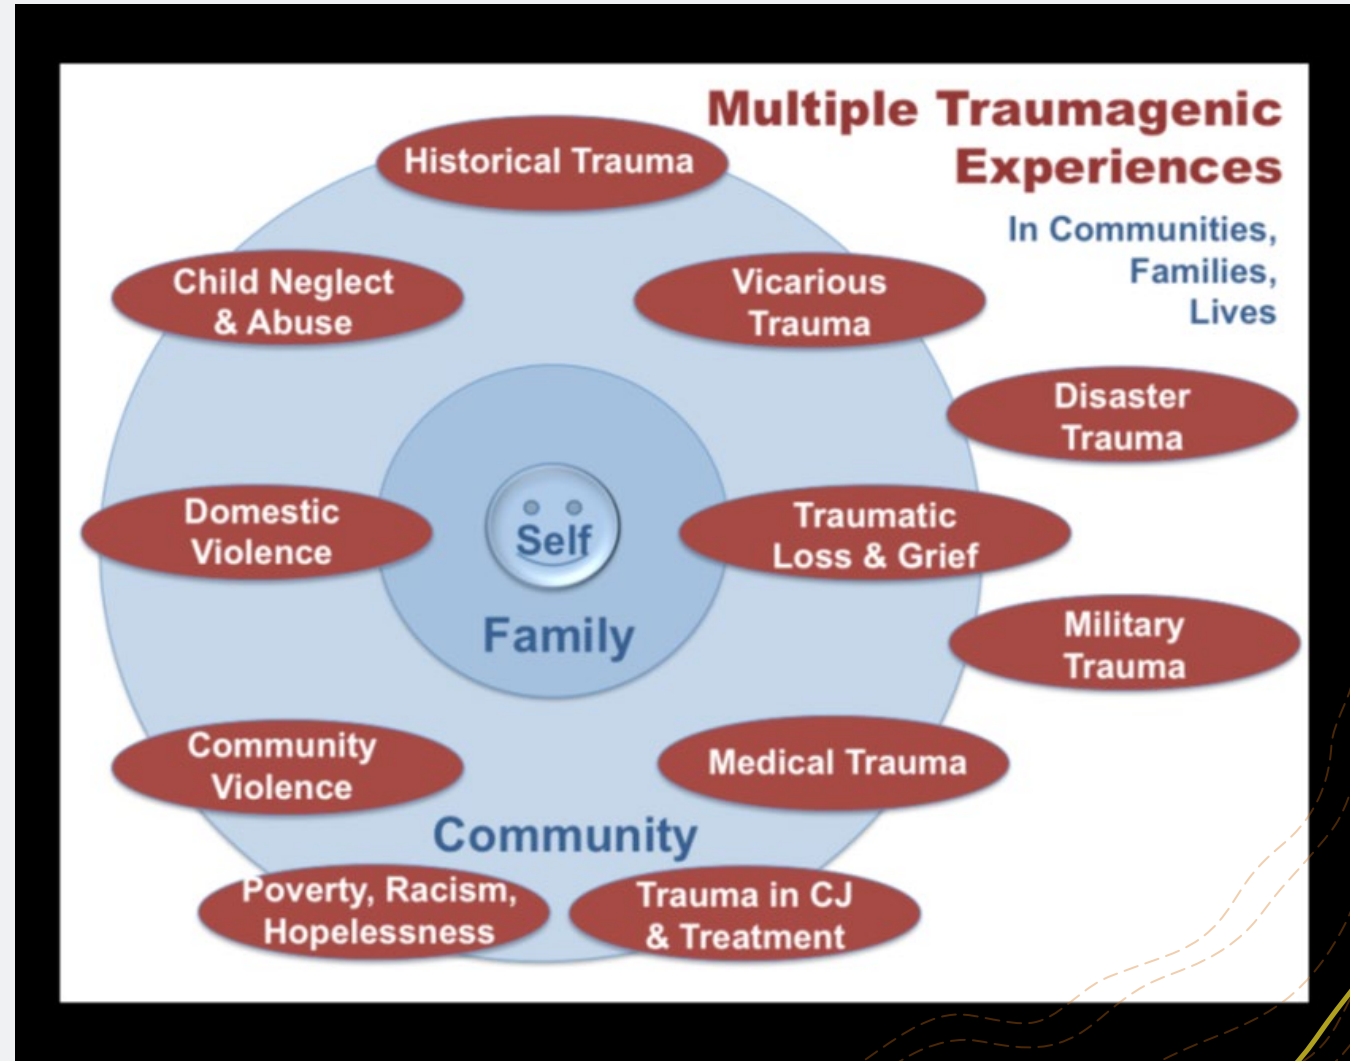 Multiple Traumagenic
Experiences
In Communities,
Families,
Lives
Historical Trauma
Child Neglect
& Abuse
Vicarious
Trauma
Disaster
Trauma
Domestic
Violence
Self
Traumatic
Loss & Grief
Family
Military
Trauma
Community
Violence
Medical Trauma
Community
Poverty, Racism,
Hopelessness
Trauma in CJ
& Treatment